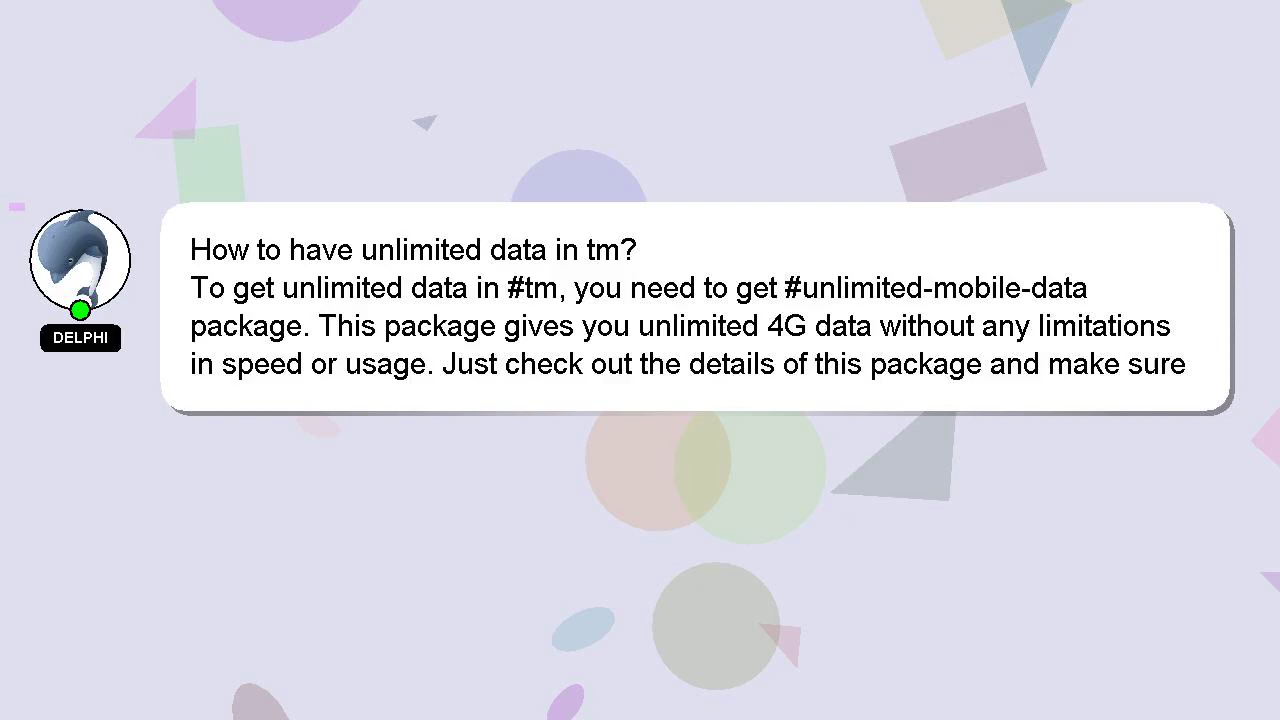 How to have unlimited data in tm?
To get unlimited data in #tm, you need to get #unlimited-mobile-data
package. This package gives you unlimited 4G data without any limitations
in speed or usage. Just check out the details of this package and make sure
DELPHI